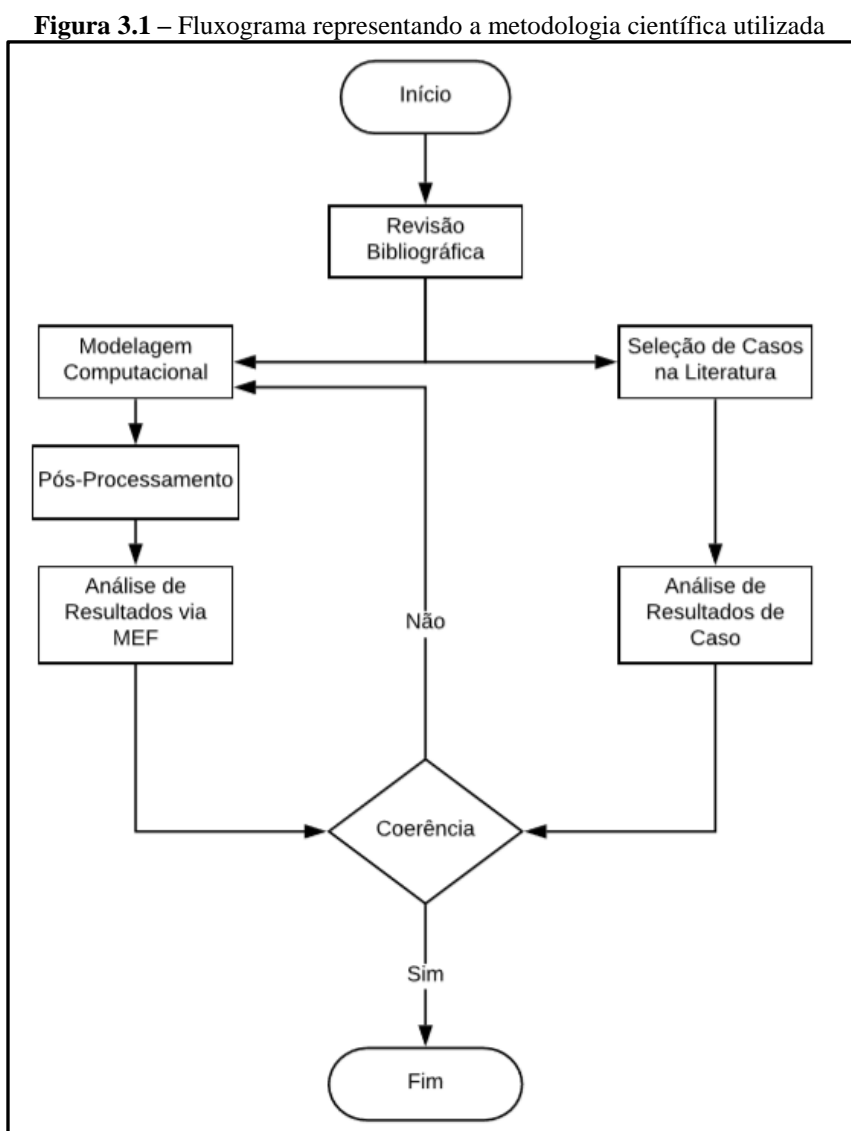 Figura 3.1 – Fluxograma representando a metodologia científica utilizada
Início
Revisão
Bibliográfica
Modelagem
Computacional
Seleção de Casos
na Literatura
Pós-Processamento
Análise de
Resultados via
MEF
Análise de
Resultados de
Caso
Não
Coerência
Sim
Fim